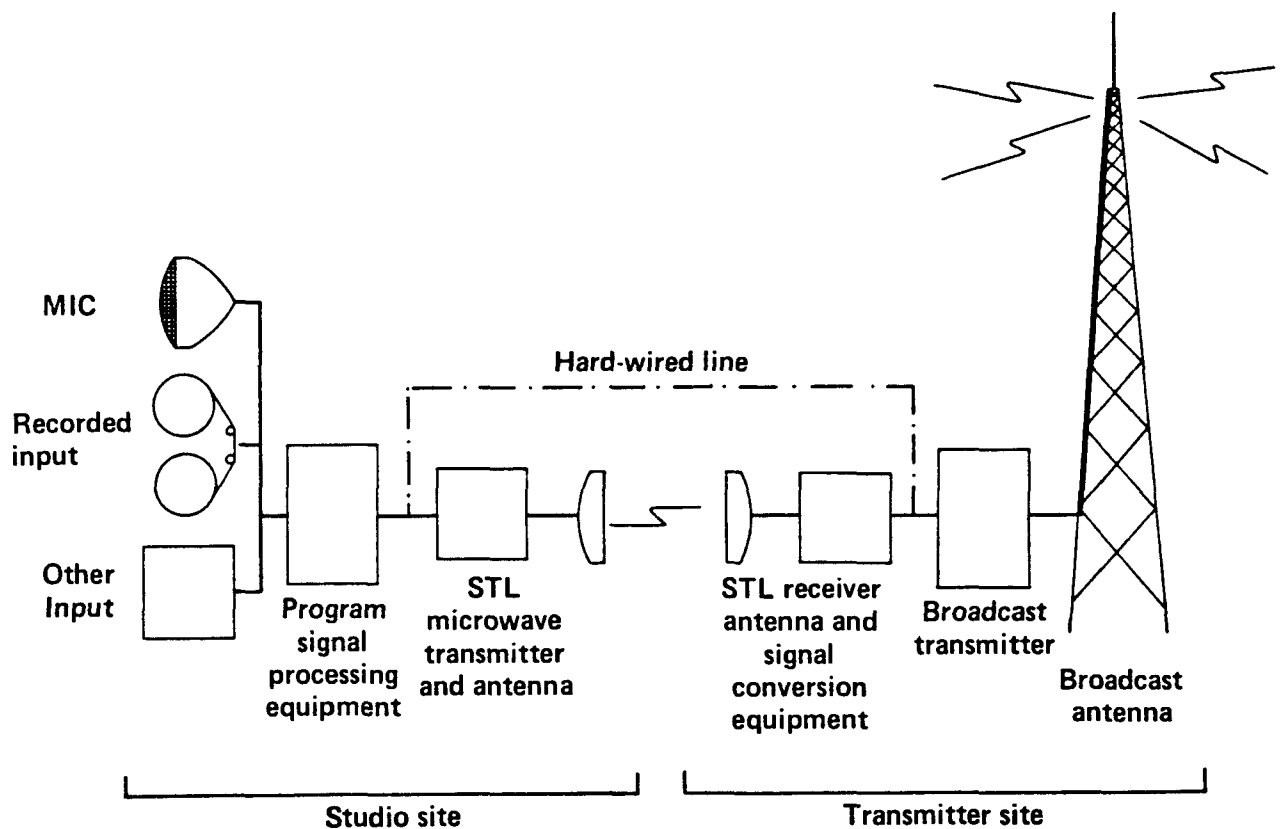 MIC
Recorded
input
Other
Input
Hard-wired line
Program
signal
processing
equipment
STL
microwave
transmitter
and antenna
STL receiver
antenna and
signal
conversion
equipment
Broadcast
transmitter
Broadcast
antenna
Studio site
Transmitter site